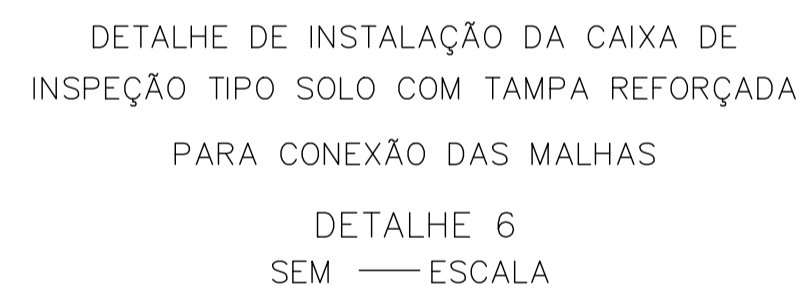 DETALHE DE INSTALAÇÃO DA CAIXA DE
INSPEÇÃO TIPO SOLO COM TAMPA REFORÇADA
PARA CONEXÃO DAS MALHAS
DETALHE 6
SEM —— ESCALA